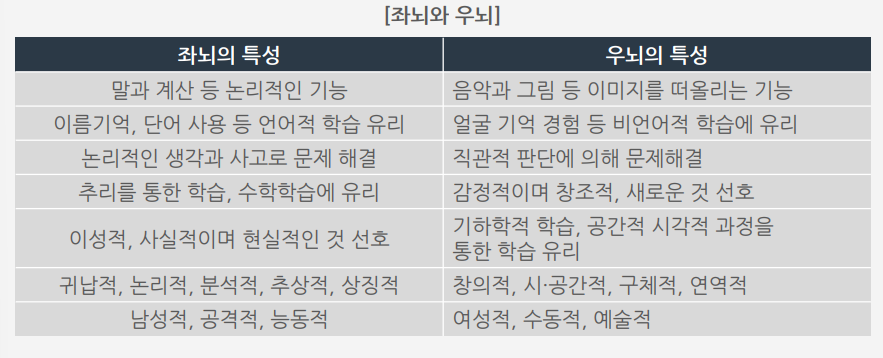 [좌뇌와 우뇌]
좌뇌의 특성 우뇌의 특성
말과 계산 등 논리적인 기능 음악과 그림 등 이미지를 떠올리는 기능
이름기억, 단어 사용 등 언어적 학습 유리 얼굴 기억 경험 등 비언어적 학습에 유리
논리적인 생각과 사고로 문제 해결 직관적 판단에 의해 문제해결
추리를 통한 학습, 수학학습에 유리 감정적이며 창조적, 새로운 것 선호
이성적, 사실적이며 현실적인 것 선호 기하학적 학습, 공간적 시각적 과정을
통한 학습 유리
귀납적, 논리적, 분석적, 추상적, 상징적 창의적, 시·공간적, 구체적, 연역적
남성적, 공격적, 능동적 여성적, 수동적, 예술적